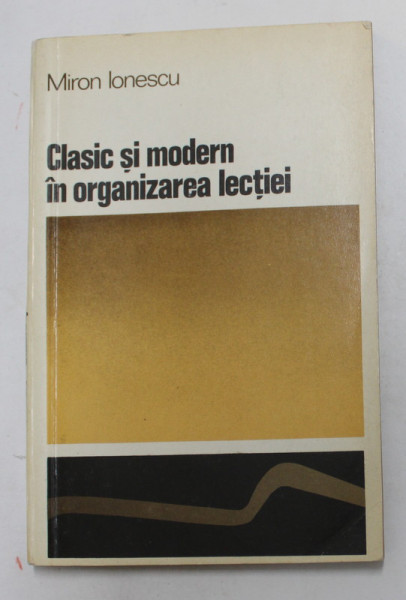 Miron Ionescu
Clasic și modern
în organizarea lecției